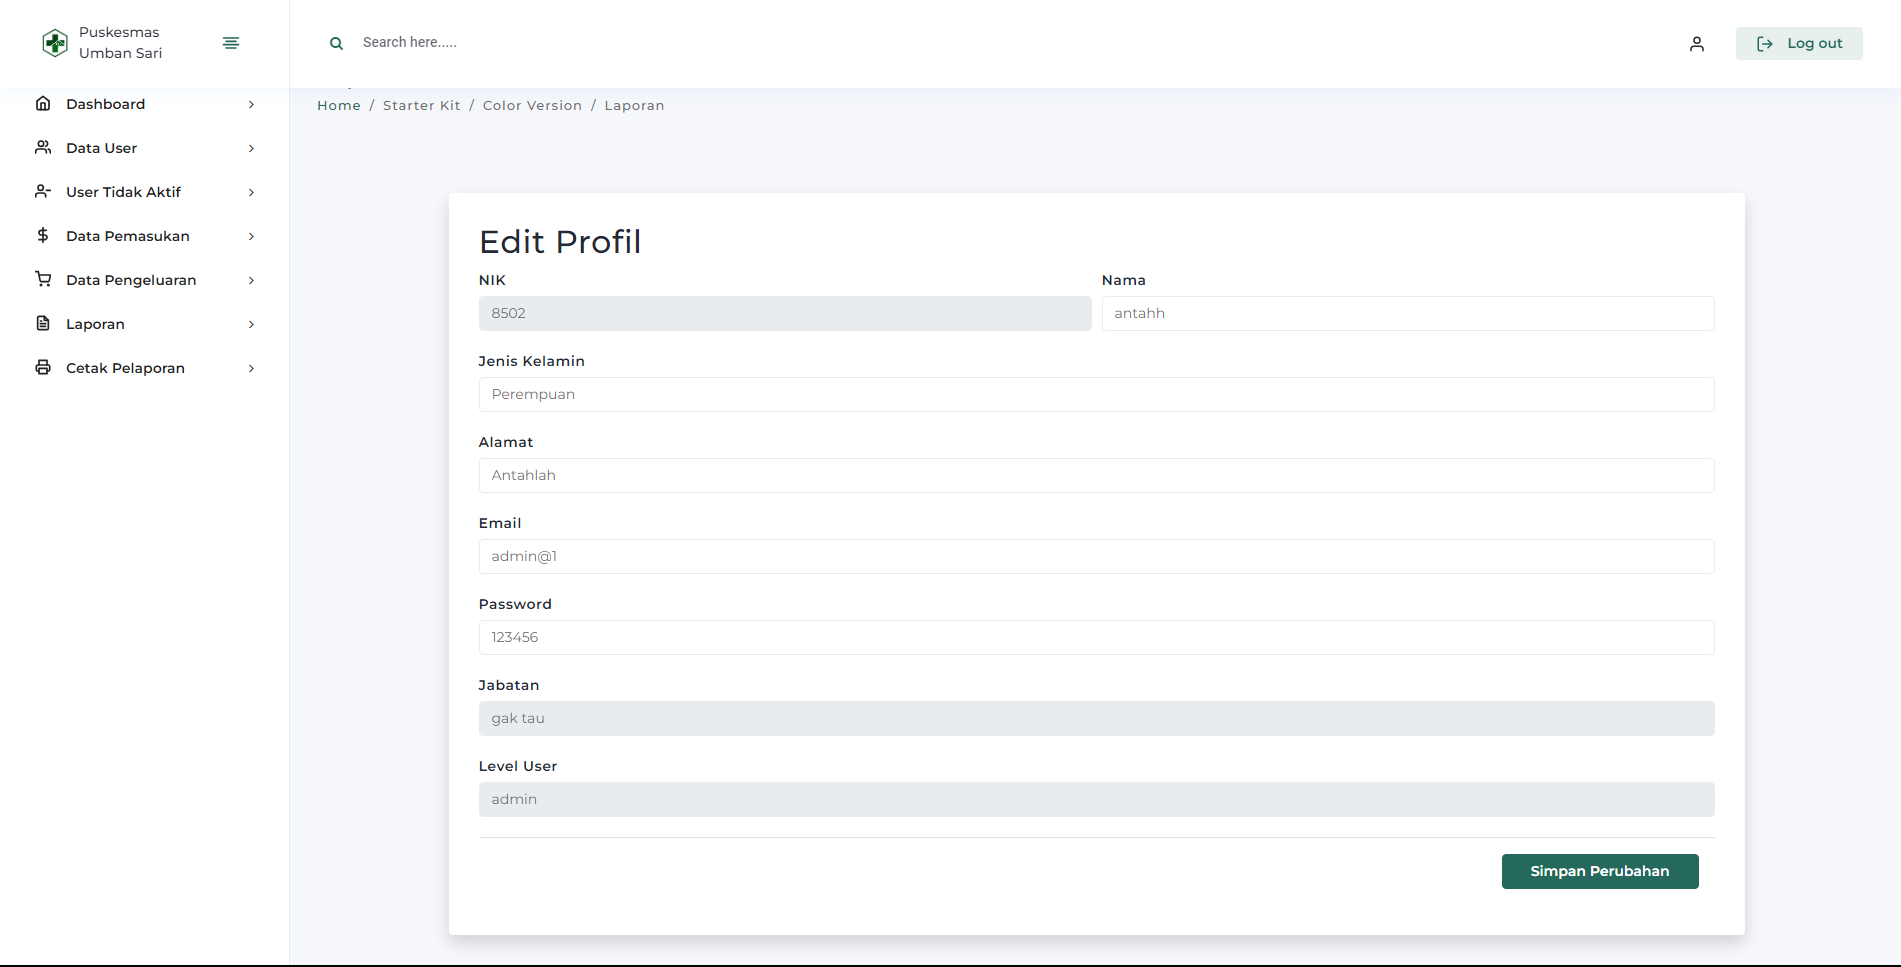 Puskesmas
Umban Sari
Search here.....
Log out
Dashboard
Data User
User Tidak Aktif
Data Pemasukan
Data Pengeluaran
Laporan
Cetak Pelaporan
Home / Starter Kit / Color Version / Laporan
Edit Profil
NIK
8502
Nama
antahh
Jenis Kelamin
Perempuan
Alamat
Antahlah
Email
admin@1
Password
123456
Jabatan
gak tau
Level User
admin
Simpan Perubahan